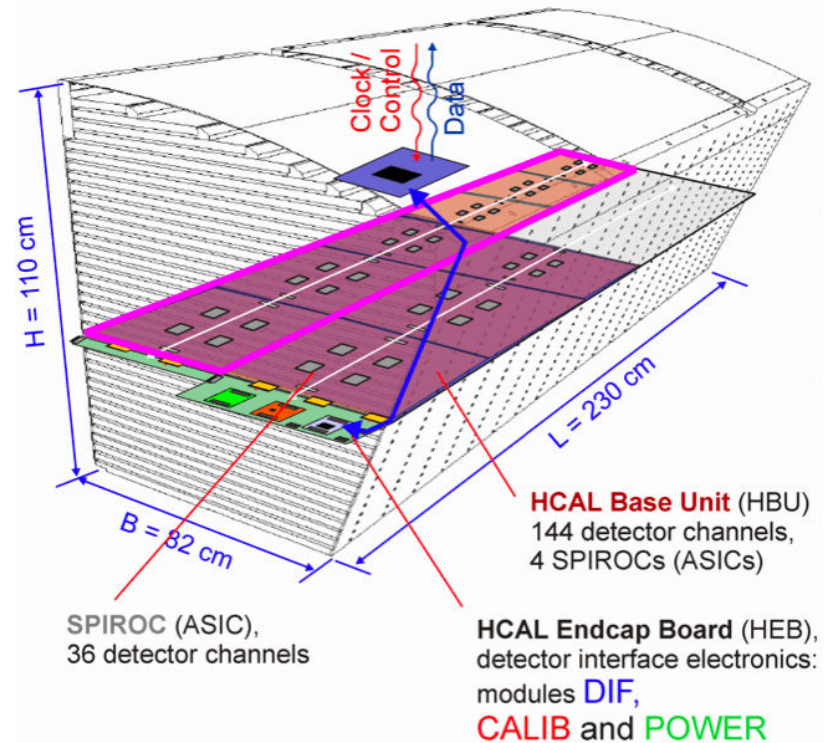 Clock /
Control
Data
H = 110 cm
L = 230 cm
B = 82 cm
HCAL Base Unit (HBU)
144 detector channels,
4 SPIROCs (ASICs)
SPIROC (ASIC),
36 detector channels
HCAL Endcap Board (HEB),
detector interface electronics:
modules DIF,
CALIB and POWER